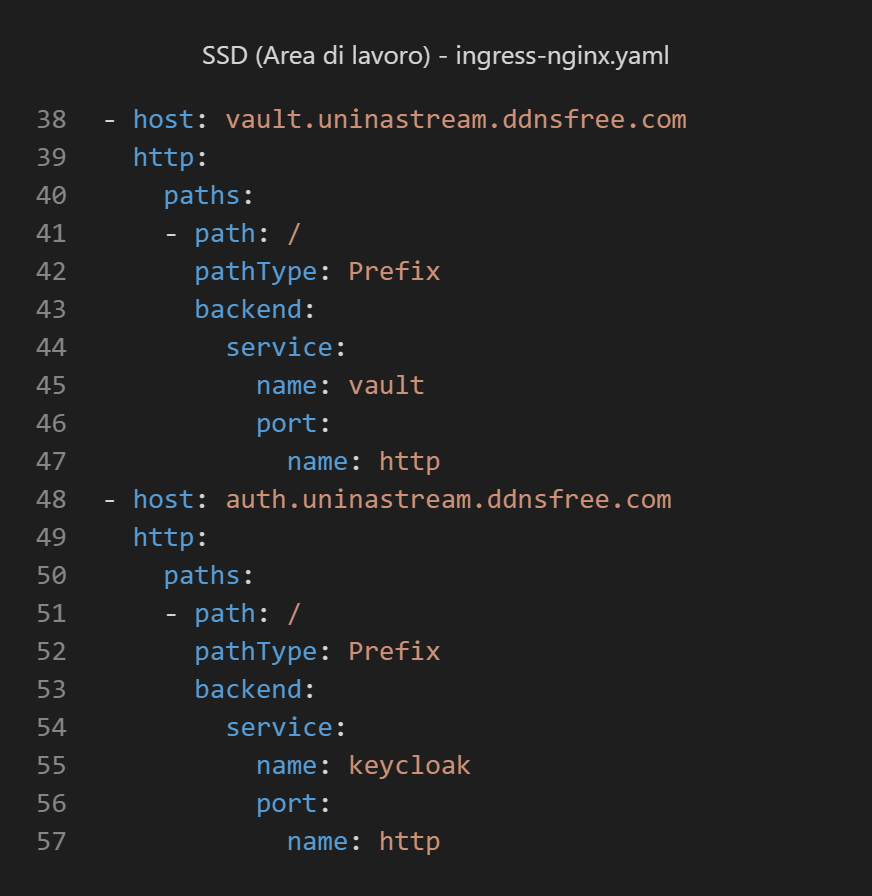 SSD (Area di lavoro) - ingress-nginx.yaml
38 - host: vault.uninastream.ddnsfree.com
39 http:
40 paths:
41 - path: /
42 pathType: Prefix
43 backend:
44 service:
45 name: vault
46 port:
47 name: http
48 - host: auth.uninastream.ddnsfree.com
49 http:
50 paths:
51 - path: /
52 pathType: Prefix
53 backend:
54 service:
55 name: keycloak
56 port:
57 name: http